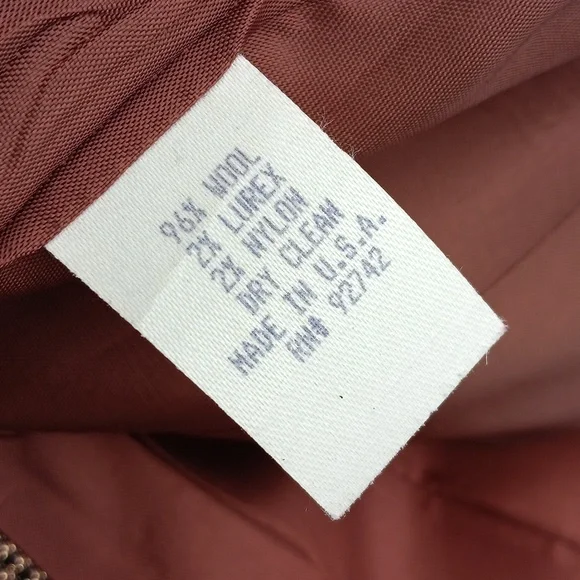 96% WOOL
2% LUREX
2% NYLON
DRY CLEAN
MADE IN U.S.A.
RN# 92742